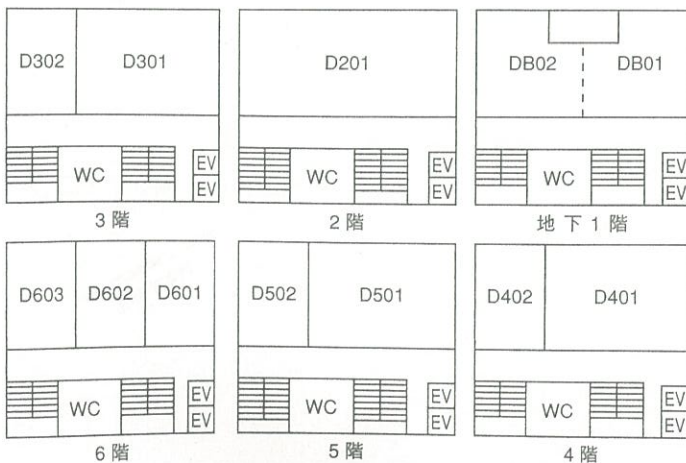 D302 D301
WC
EV
EV
3階
D201
WC
EV
EV
2階
DB02 DB01
WC
EV
EV
地下1階
D603 D602 D601
WC
EV
EV
6階
D502 D501
WC
EV
EV
5階
D402 D401
WC
EV
EV
4階